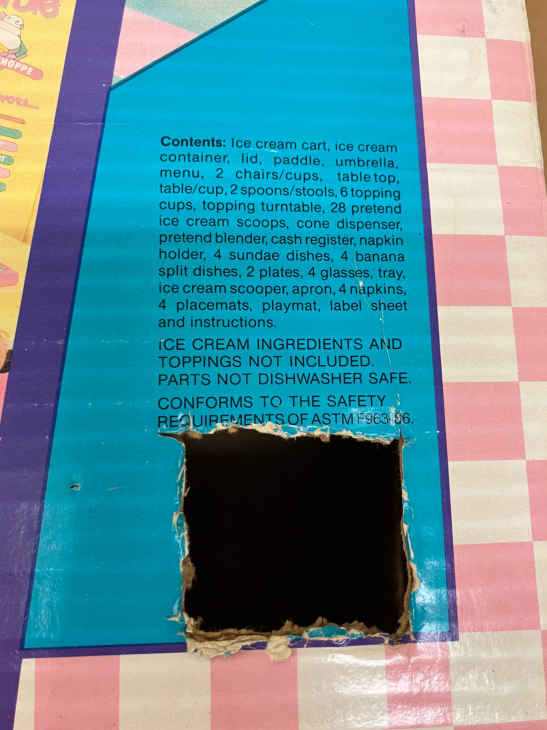 HOPPE
Contents: Ice cream cart, ice cream
container, lid, paddle, umbrella,
menu, 2 chairs/cups, table top,
table/cup, 2 spoons/stools, 6 topping
cups, topping turntable, 28 pretend
ice cream scoops, cone dispenser,
pretend blender, cash register, napkin
holder, 4 sundae dishes, 4 banana
split dishes, 2 plates, 4 glasses, tray,
ice cream scooper, apron, 4 napkins,
4 placemats, playmat, label sheet
and instructions.
ICE CREAM INGREDIENTS AND
TOPPINGS NOT INCLUDED.
PARTS NOT DISHWASHER SAFE.
CONFORMS TO THE SAFETY
REQUIREMENTS OF ASTM F963-86.